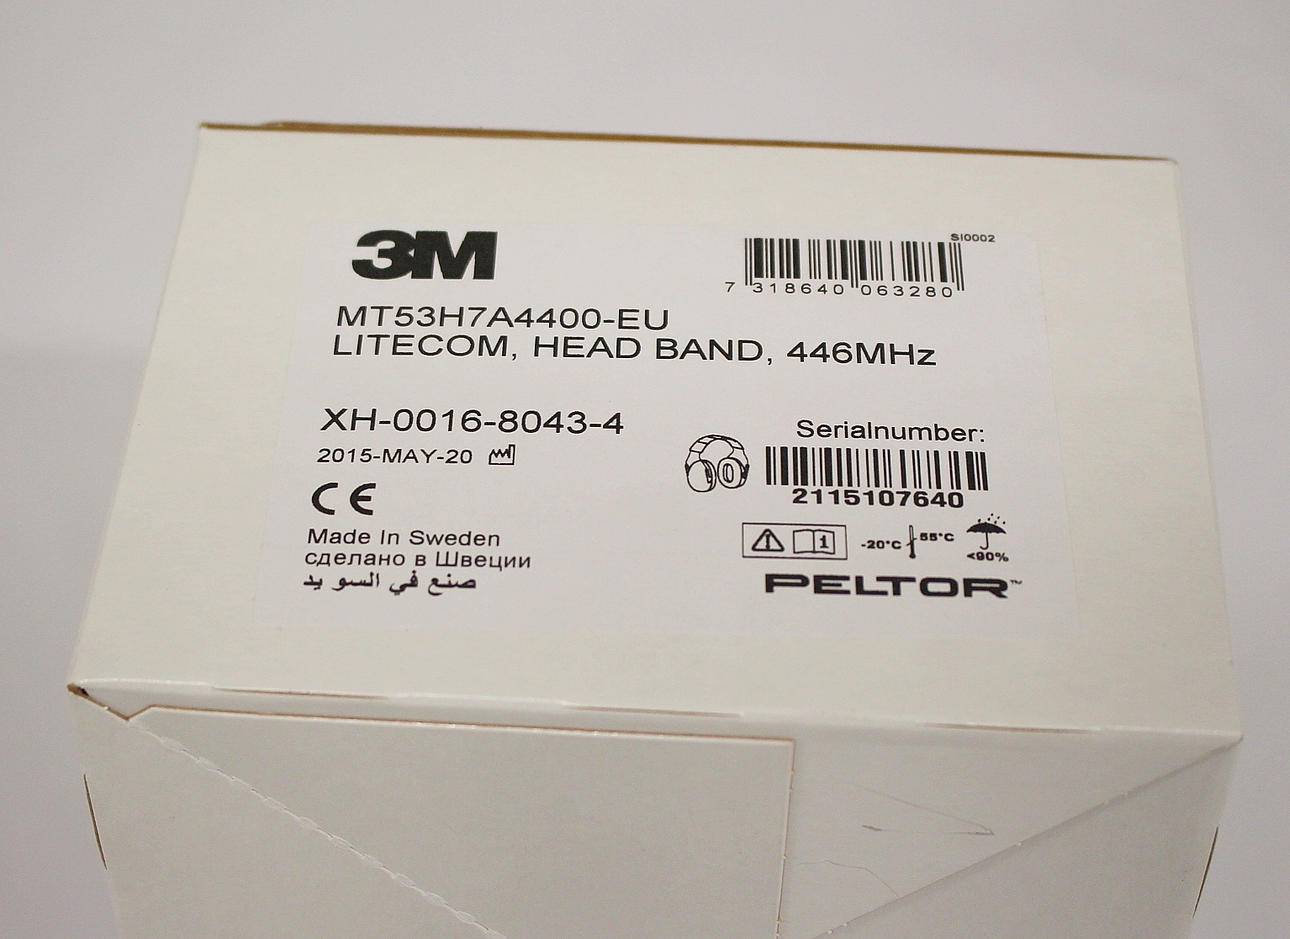 3M
SI0002
7 318640 063280
MT53H7A4400-EU
LITECOM, HEAD BAND, 446MHz
XH-0016-8043-4
2015-MAY-20
Serialnumber:
2115107640
CE
Made In Sweden
сделано в Швеции
صنع في السو يد
i
-20°C 55°C
<90%
PELTOR™